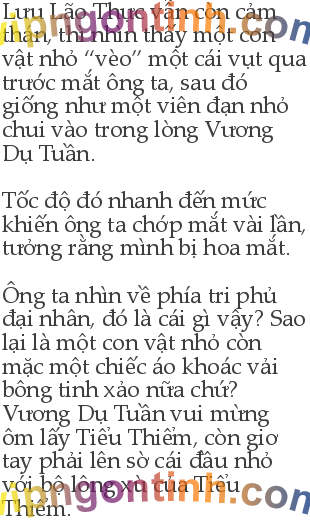 Lưu Lão Thực vẫn còn cảm
thán, thì nhìn thấy một con
vật nhỏ “vèo” một cái vụt qua
trước mắt ông ta, sau đó
giống như một viên đạn nhỏ
chui vào trong lòng Vương
Dụ Tuần.
Tốc độ đó nhanh đến mức
khiến ông ta chớp mắt vài lần,
tưởng rằng mình bị hoa mắt.
Ông ta nhìn về phía tri phủ
đại nhân, đó là cái gì vậy? Sao
lại là một con vật nhỏ còn
mặc một chiếc áo khoác vải
bông tinh xảo nữa chứ?
Vương Dụ Tuần vui mừng
ôm lấy Tiểu Thiểm, còn giơ
tay phải lên sờ cái đầu nhỏ
với bộ lông xù của Tiểu
Thiểm.
vipngontinh.com
vipngontinh.com